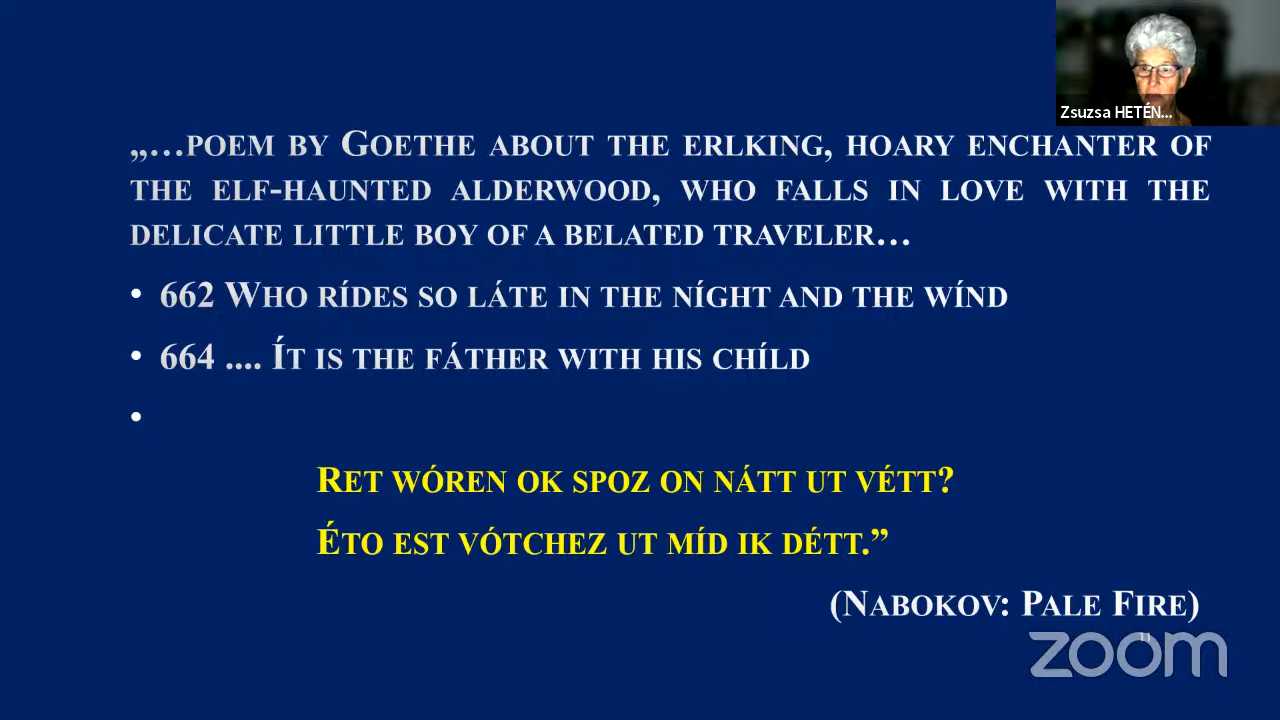 Zsuzsa HETÉN...
„…POEM BY GOETHE ABOUT THE ERLKING, HOARY ENCHANTER OF
THE ELF-HAUNTED ALDERWOOD, WHO FALLS IN LOVE WITH THE
DELICATE LITTLE BOY OF A BELATED TRAVELER…
• 662 WHO RÍDES SO LÁTE IN THE NÍGHT AND THE WÍND
• 664 .... ÍT IS THE FÁTHER WITH HIS CHÍLD
•
RET WÓREN OK SPOZ ON NÁTT UT VÉTT?
ÉTO EST VÓTCHEZ UT MÍD IK DÉTT.”
(NABOKOV: PALE FIRE)
11
zoom